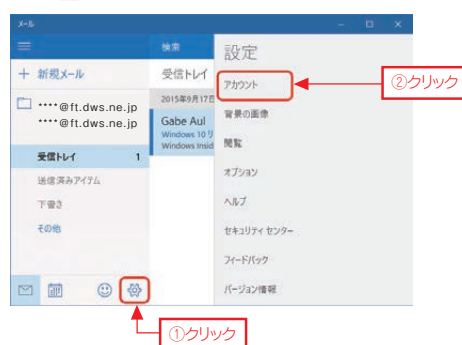 メール
検索
設定
+ 新規メール
受信トレイ
アカウント
②クリック
****@ft.dws.ne.jp
****@ft.dws.ne.jp
2015年9月17日
Gabe Aul
Windows 10 リ
Windows Insid
背景の画像
閲覧
受信トレイ 1
送信済みアイテム
オプション
下書き
ヘルプ
その他
セキュリティ センター
フィードバック
バージョン情報
①クリック